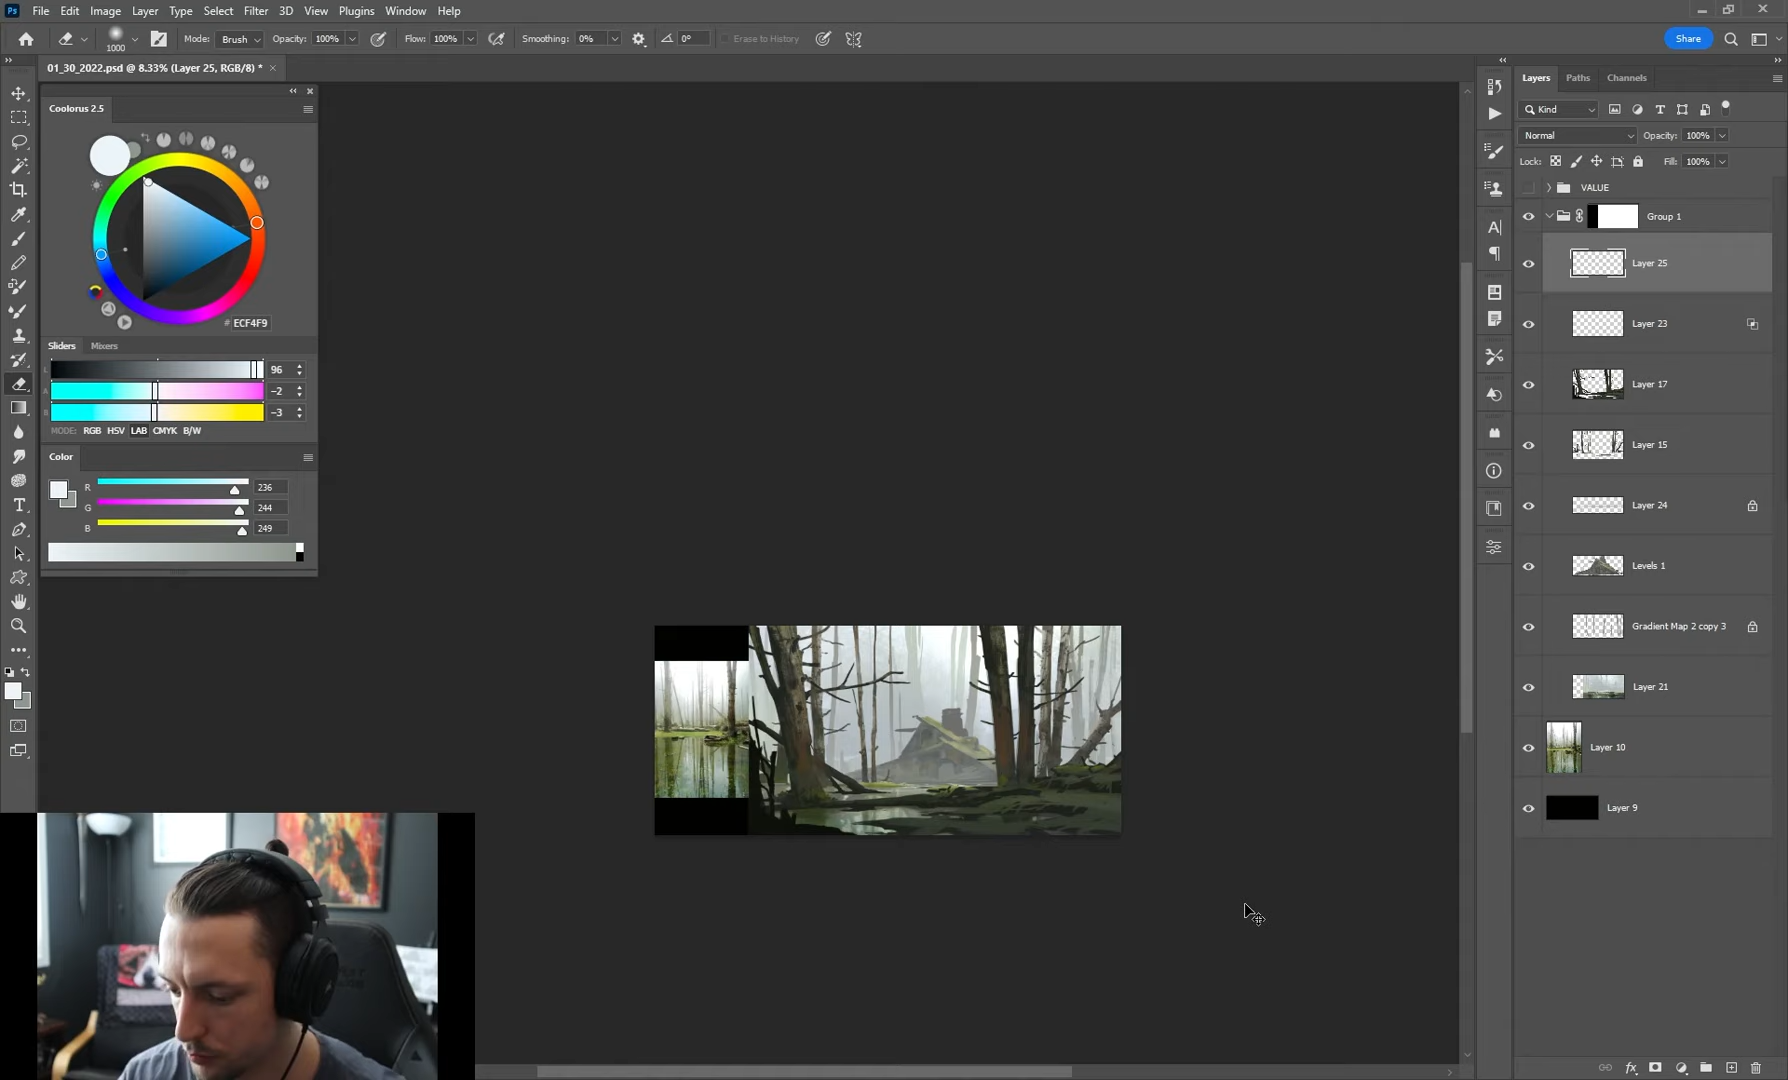 Ps File Edit Image Layer Type Select Filter 3D View Plugins Window Help
1000 Mode: Brush Opacity: 100% Flow: 100% Smoothing: 0% 0° Erase to History Share
01_30_2022.psd @ 8.33% (Layer 25, RGB/8) *
Coolorus 2.5
# ECF4F9
Sliders Mixers
L 96
A -2
B -3
MODE: RGB HSV LAB CMYK B/W
Color
R 236
G 244
B 249
Layers Paths Channels
Kind
Normal Opacity: 100%
Lock: Fill: 100%
VALUE
Group 1
Layer 25
Layer 23
Layer 17
Layer 15
Layer 24
Levels 1
Gradient Map 2 copy 3
Layer 21
Layer 10
Layer 9
fx